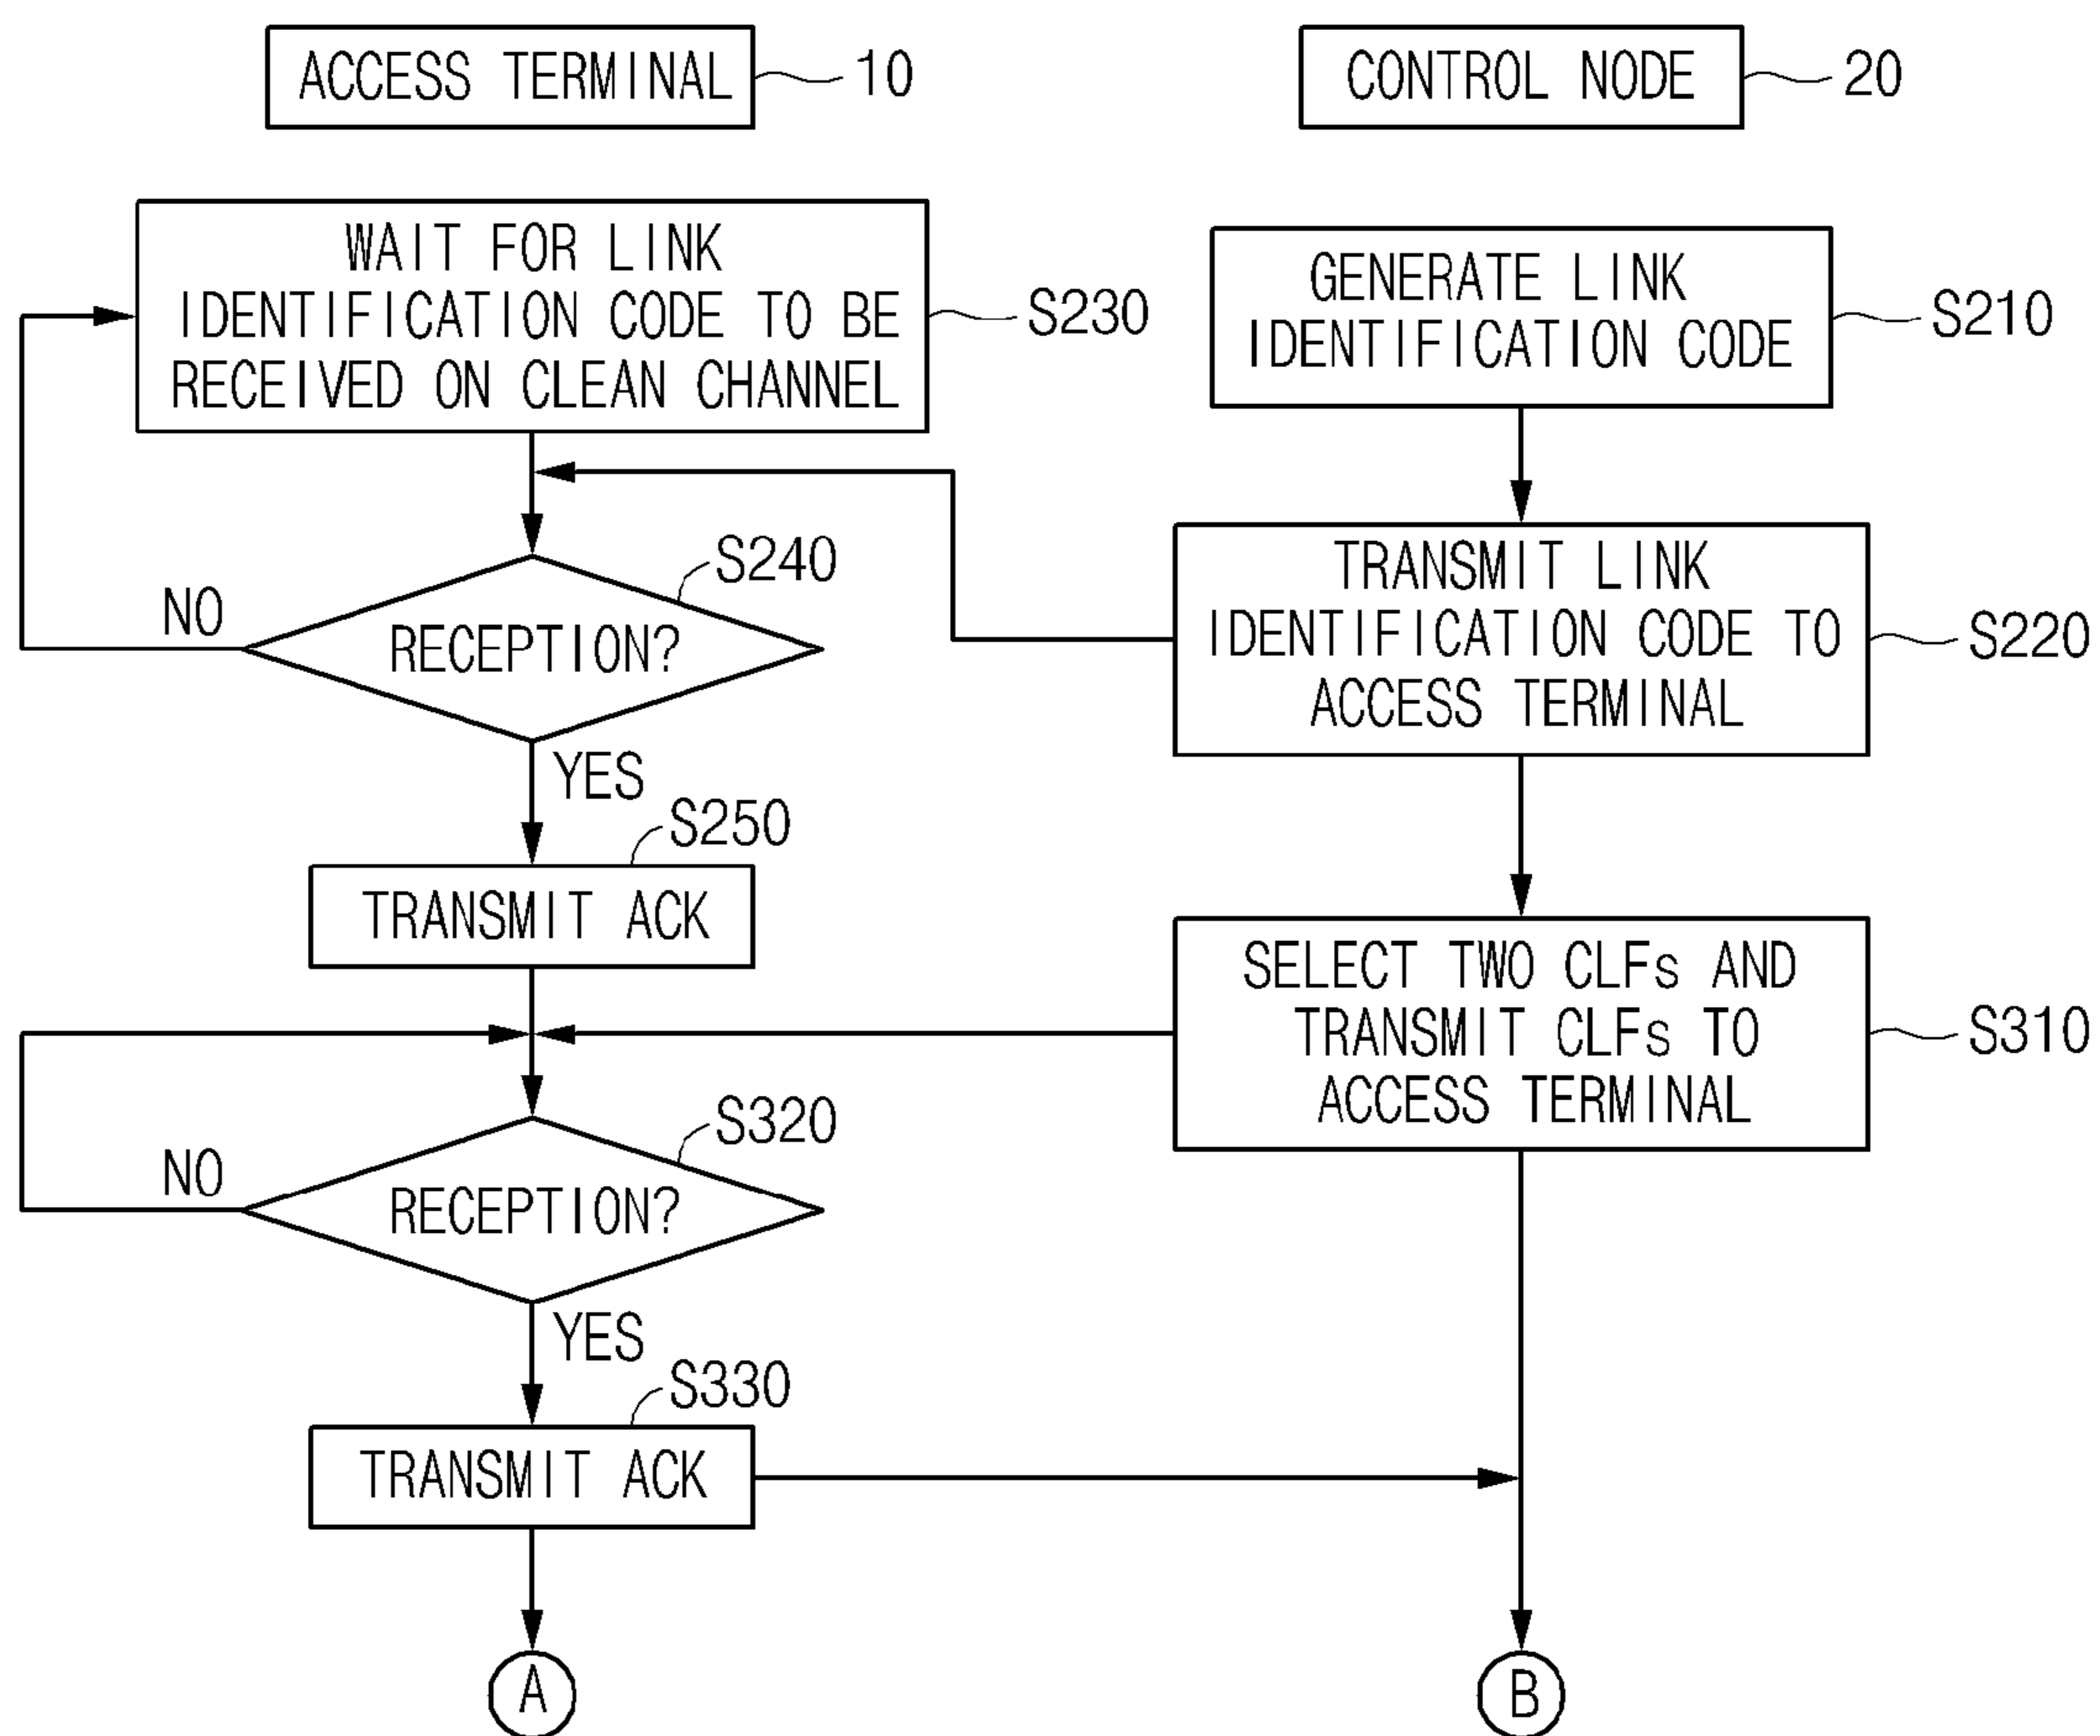 ACCESS TERMINAL
10
CONTROL NODE
20
WAIT FOR LINK
IDENTIFICATION CODE TO BE
RECEIVED ON CLEAN CHANNEL
S230
GENERATE LINK
IDENTIFICATION CODE
S210
S240
RECEPTION?
NO
YES
TRANSMIT LINK
IDENTIFICATION CODE TO
ACCESS TERMINAL
S220
S250
TRANSMIT ACK
SELECT TWO CLFs AND
TRANSMIT CLFs TO
ACCESS TERMINAL
S310
S320
RECEPTION?
NO
YES
S330
TRANSMIT ACK
A
B